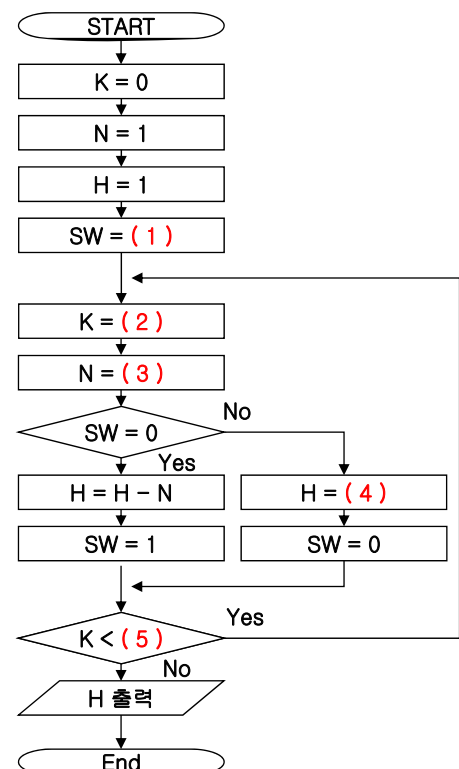 START
K = 0
N = 1
H = 1
SW = ( 1 )
K = ( 2 )
N = ( 3 )
SW = 0
No
Yes
H = H – N
H = ( 4 )
SW = 1
SW = 0
K < ( 5 )
Yes
No
H 출력
End